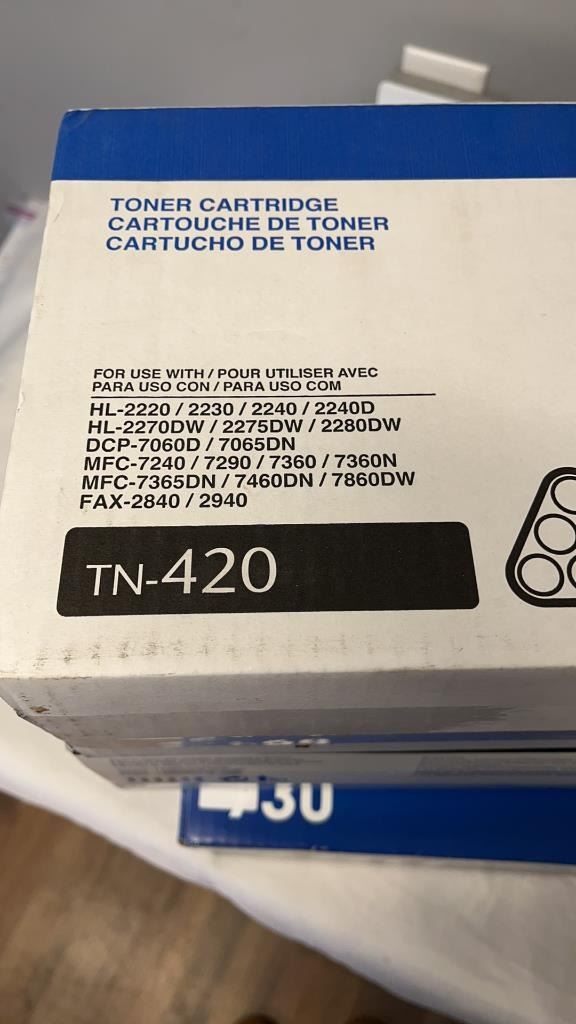 TONER CARTRIDGE
CARTOUCHE DE TONER
CARTUCHO DE TONER
FOR USE WITH / POUR UTILISER AVEC
PARA USO CON / PARA USO COM
HL-2220 / 2230 / 2240 / 2240D
HL-2270DW / 2275DW / 2280DW
DCP-7060D / 7065DN
MFC-7240 / 7290 / 7360 / 7360N
MFC-7365DN / 7460DN / 7860DW
FAX-2840 / 2940
TN-420
30